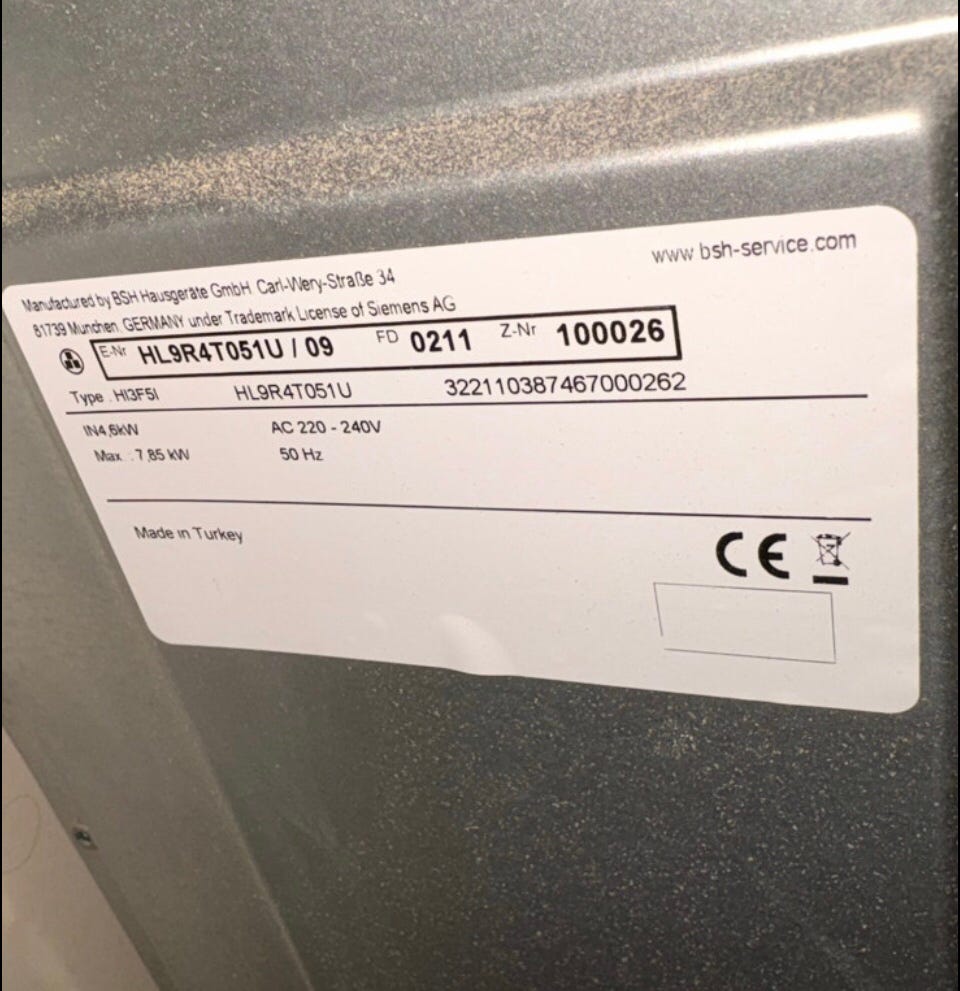 www bsh-service.com
Manufactured by BSH Hausgeräte GmbH Carl-Wery-Straße 34
81739 Munchen. GERMANY under Trademark License of Siemens AG
E-Nr HL9R4T051U / 09 FD 0211 Z-Nr 100026
Type . HI3F5I HL9R4T051U 322110387467000262
IN4,6kW AC 220 - 240V
Max. : 7,85 kW 50 Hz
Made in Turkey
CE